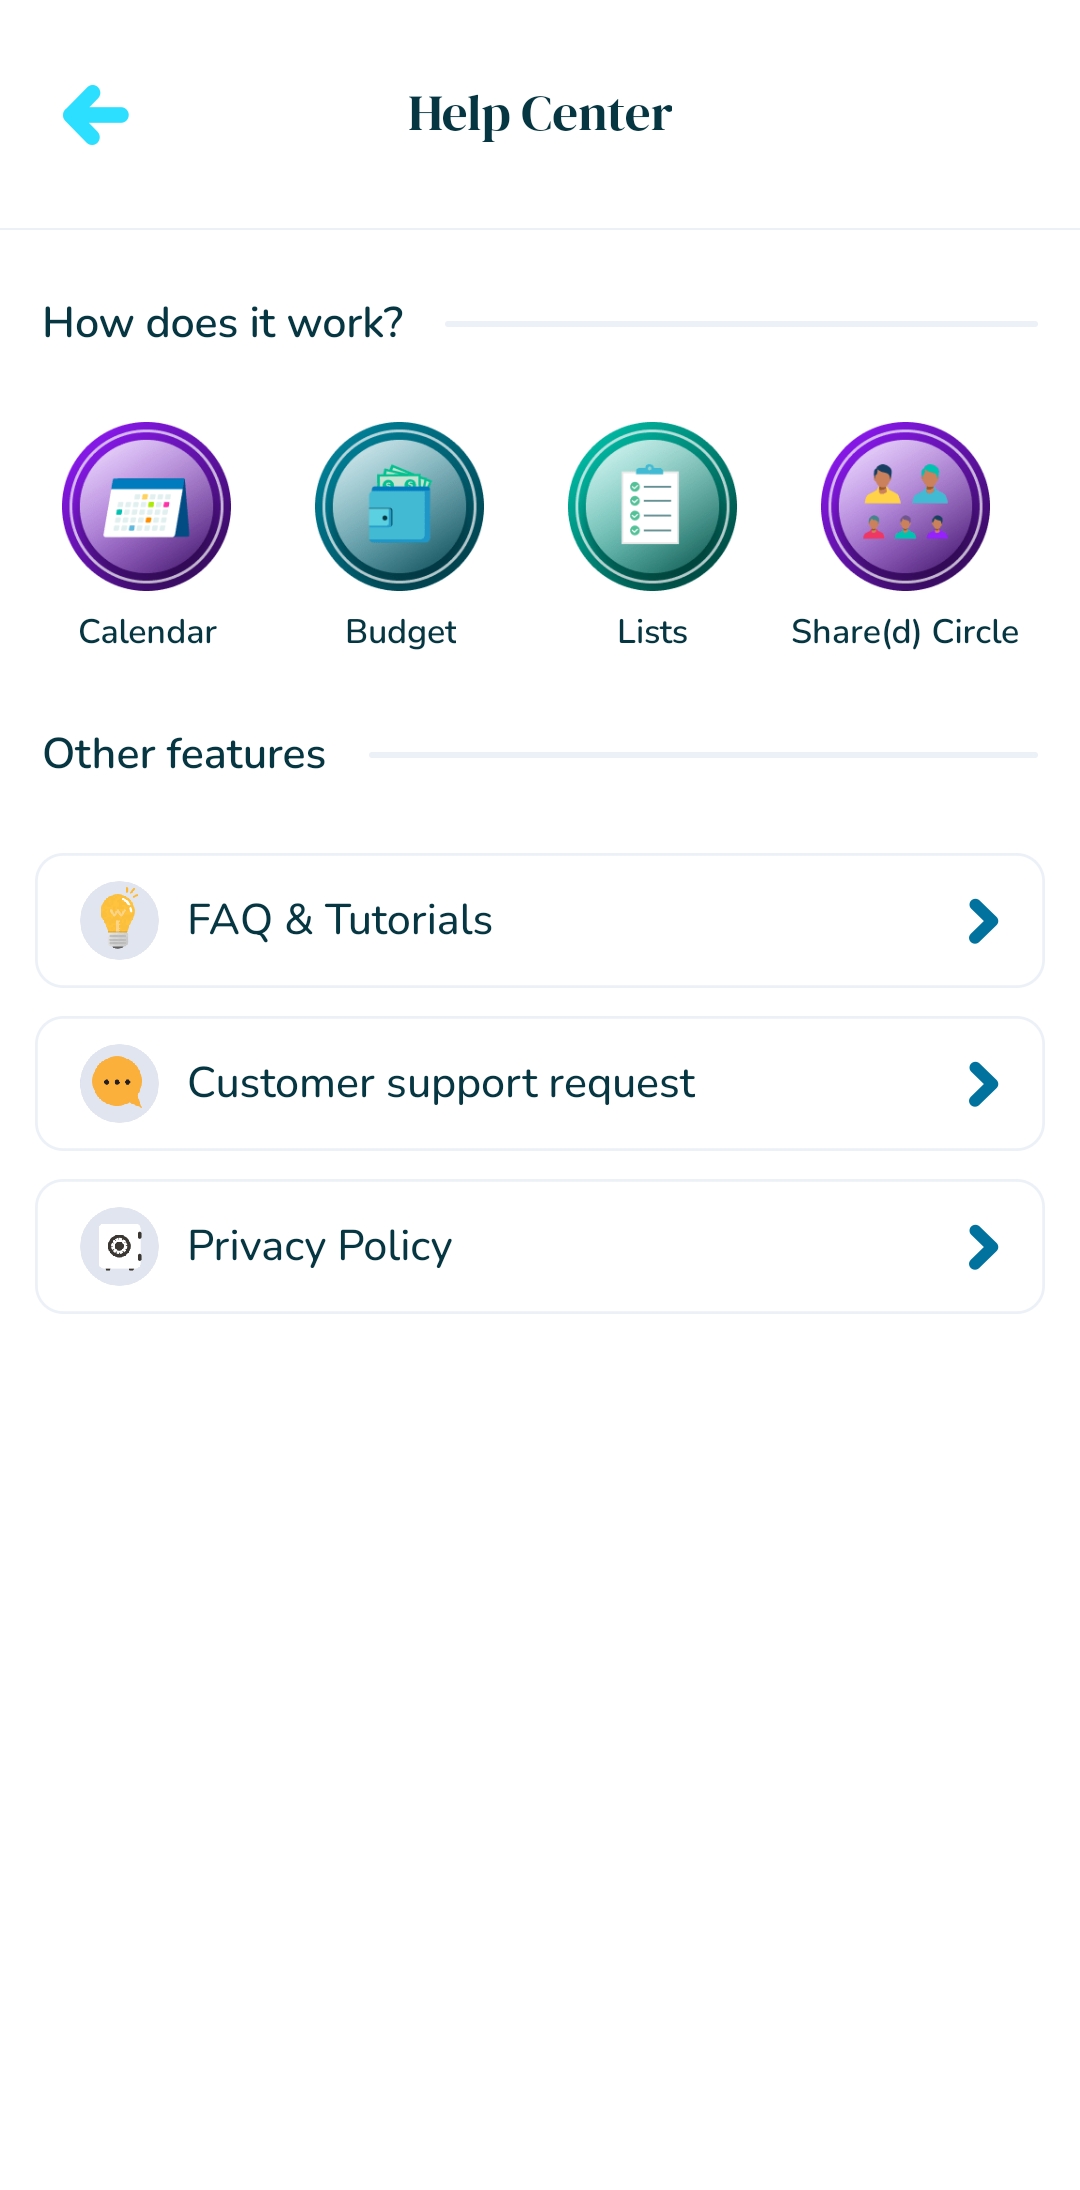 Help Center
How does it work?
Calendar
Budget
Lists
Share(d) Circle
Other features
FAQ & Tutorials
Customer support request
Privacy Policy